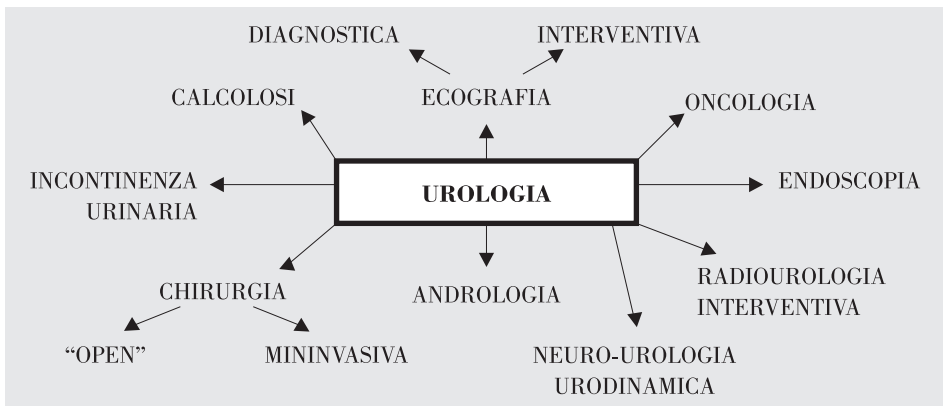 DIAGNOSTICA
INTERVENTIVA
CALCOLOSI
ECOGRAFIA
ONCOLOGIA
INCONTINENZA
URINARIA
UROLOGIA
ENDOSCOPIA
CHIRURGIA
ANDROLOGIA
RADIOUROLOGIA
INTERVENTIVA
“OPEN”
MININVASIVA
NEURO-UROLOGIA
URODINAMICA